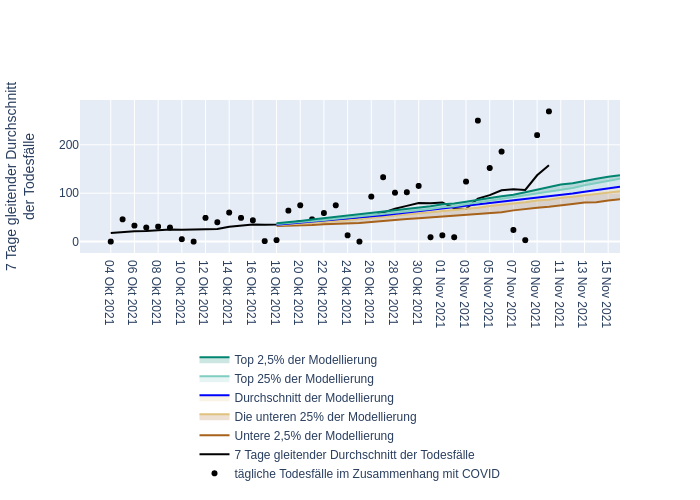 7 Tage gleitender Durchschnitt
der Todesfälle
200
100
0
04 Okt 2021
06 Okt 2021
08 Okt 2021
10 Okt 2021
12 Okt 2021
14 Okt 2021
16 Okt 2021
18 Okt 2021
20 Okt 2021
22 Okt 2021
24 Okt 2021
26 Okt 2021
28 Okt 2021
30 Okt 2021
01 Nov 2021
03 Nov 2021
05 Nov 2021
07 Nov 2021
09 Nov 2021
11 Nov 2021
13 Nov 2021
15 Nov 2021
Top 2,5% der Modellierung
Top 25% der Modellierung
Durchschnitt der Modellierung
Die unteren 25% der Modellierung
Untere 2,5% der Modellierung
7 Tage gleitender Durchschnitt der Todesfälle
tägliche Todesfälle im Zusammenhang mit COVID